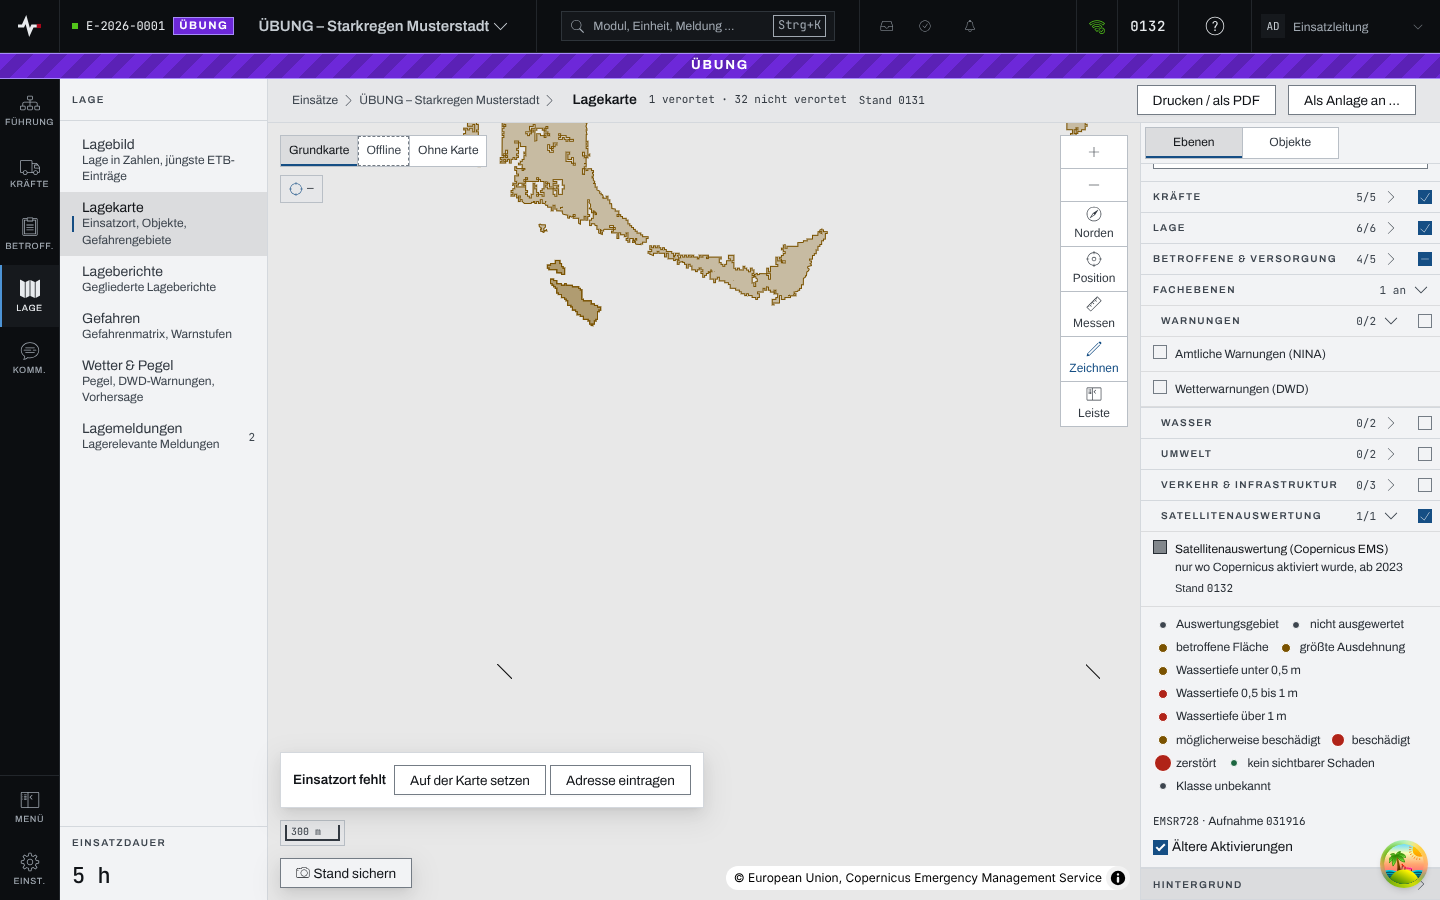 E-2026-0001 ÜBUNG ÜBUNG – Starkregen Musterstadt Modul, Einheit, Meldung ... Strg+K 0132 AD Einsatzleitung
ÜBUNG
FÜHRUNG
KRÄFTE
BETROFF.
LAGE
KOMM.
MENÜ
EINST.
LAGE
Lagebild
Lage in Zahlen, jüngste ETB-
Einträge
Lagekarte
Einsatzort, Objekte,
Gefahrengebiete
Lageberichte
Gegliederte Lageberichte
Gefahren
Gefahrenmatrix, Warnstufen
Wetter & Pegel
Pegel, DWD-Warnungen,
Vorhersage
Lagemeldungen
Lagerelevante Meldungen 2
EINSATZDAUER
5 h
Einsätze ÜBUNG – Starkregen Musterstadt Lagekarte 1 verortet · 32 nicht verortet Stand 0131
Drucken / als PDF Als Anlage an ...
Grundkarte Offline Ohne Karte
–
Norden
Position
Messen
Zeichnen
Leiste
Einsatzort fehlt Auf der Karte setzen Adresse eintragen
300 m
Stand sichern
© European Union, Copernicus Emergency Management Service
Ebenen Objekte
KRÄFTE 5/5
LAGE 6/6
BETROFFENE & VERSORGUNG 4/5
FACHEBENEN 1 an
WARNUNGEN 0/2
Amtliche Warnungen (NINA)
Wetterwarnungen (DWD)
WASSER 0/2
UMWELT 0/2
VERKEHR & INFRASTRUKTUR 0/3
SATELLITENAUSWERTUNG 1/1
Satellitenauswertung (Copernicus EMS)
nur wo Copernicus aktiviert wurde, ab 2023
Stand 0132
Auswertungsgebiet nicht ausgewertet
betroffene Fläche größte Ausdehnung
Wassertiefe unter 0,5 m
Wassertiefe 0,5 bis 1 m
Wassertiefe über 1 m
möglicherweise beschädigt beschädigt
zerstört kein sichtbarer Schaden
Klasse unbekannt
EMSR728 · Aufnahme 031916
Ältere Aktivierungen
HINTERGRUND